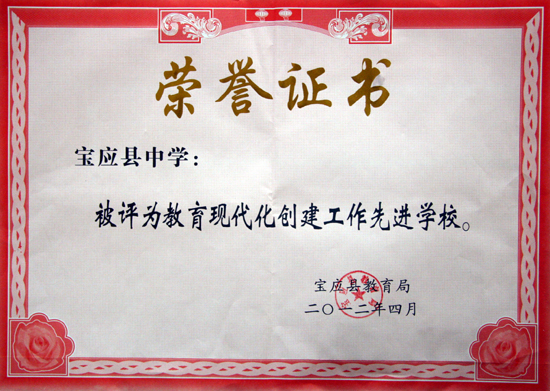 荣誉证书
宝应县中学：
被评为教育现代化创建工作先进学校。
宝应县教育局
二〇一二年四月